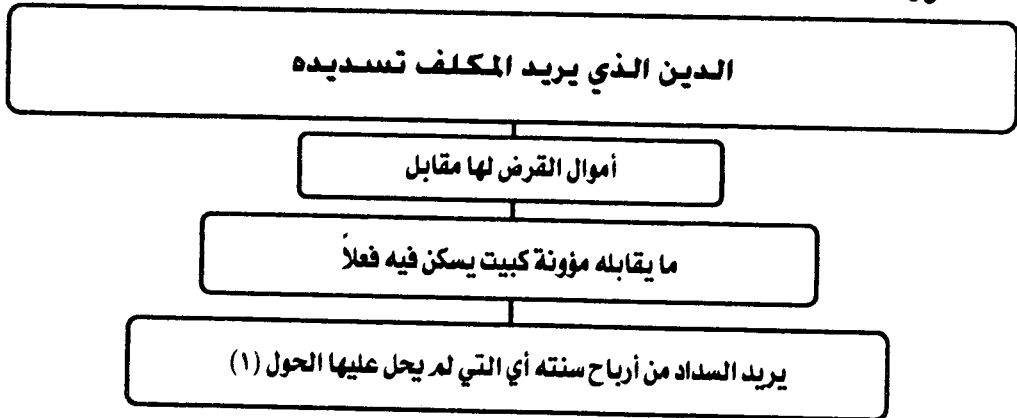 الدين الذي يريد المكلف تسديده
أموال القرض لها مقابل
ما يقابله مؤونة كبيت يسكن فيه فعلاً
يريد السداد من أرباح سنته أي التي لم يحل عليها الحول (١)